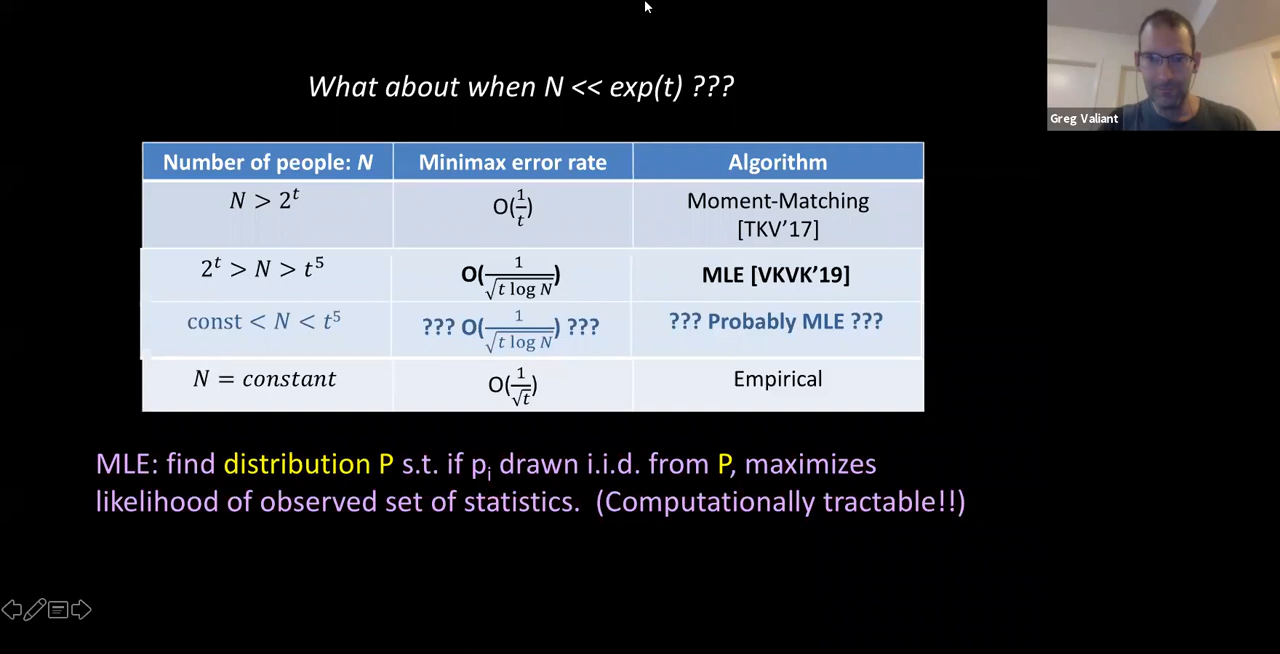 What about when N << exp(t) ???
Greg Valiant
Number of people: N | Minimax error rate | Algorithm
N > 2^t | O(1/t) | Moment-Matching [TKV'17]
2^t > N > t^5 | O(1/√(t log N)) | MLE [VKVK'19]
const < N < t^5 | ??? O(1/√(t log N)) ??? | ??? Probably MLE ???
N = constant | O(1/√t) | Empirical
MLE: find distribution P s.t. if p_i drawn i.i.d. from P, maximizes
likelihood of observed set of statistics. (Computationally tractable!!)